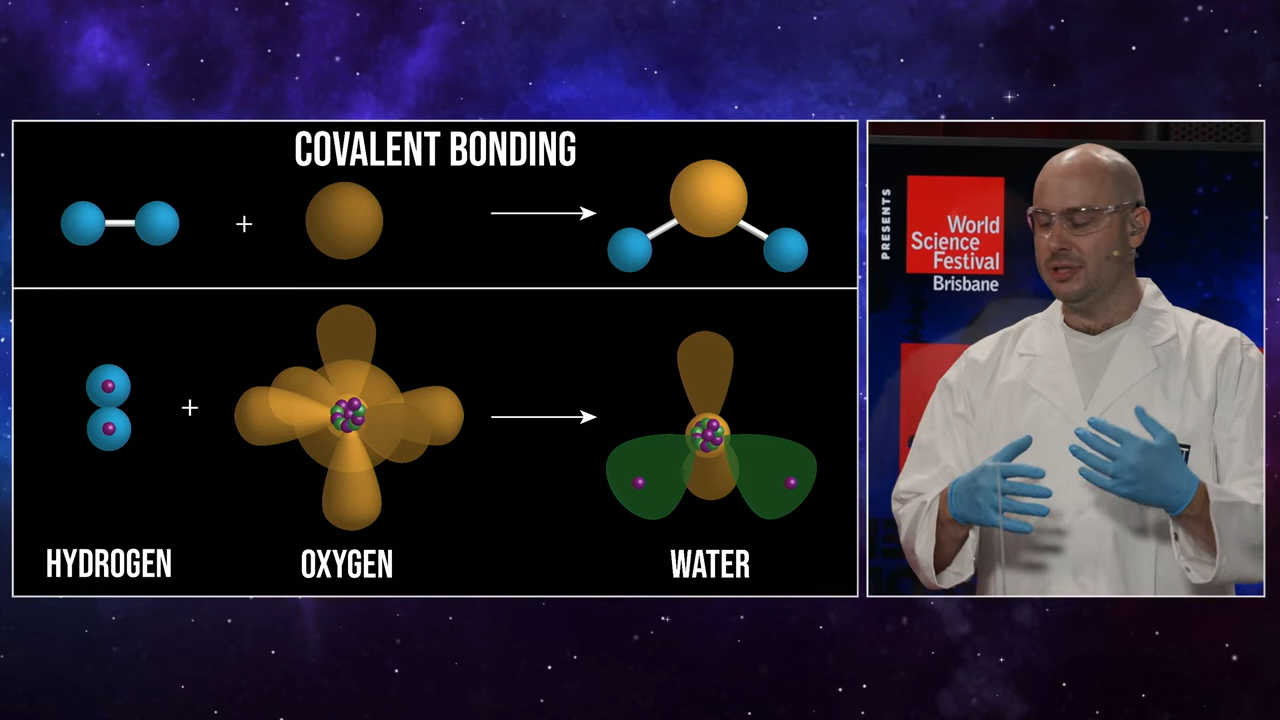 COVALENT BONDING
+
+
HYDROGEN
OXYGEN
WATER
PRESENTS
World
Science
Festival
Brisbane